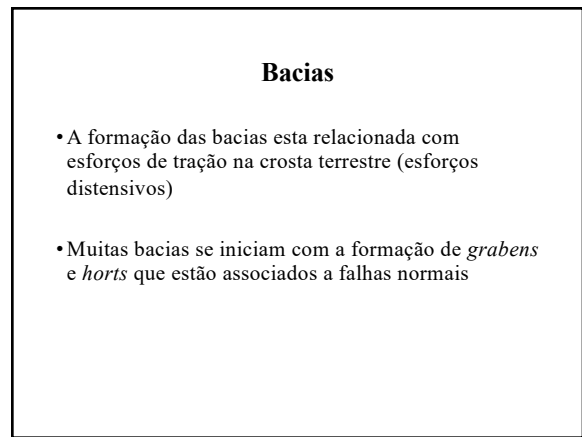 Bacias
• A formação das bacias esta relacionada com
esforços de tração na crosta terrestre (esforços
distensivos)
• Muitas bacias se iniciam com a formação de grabens
e horts que estão associados a falhas normais